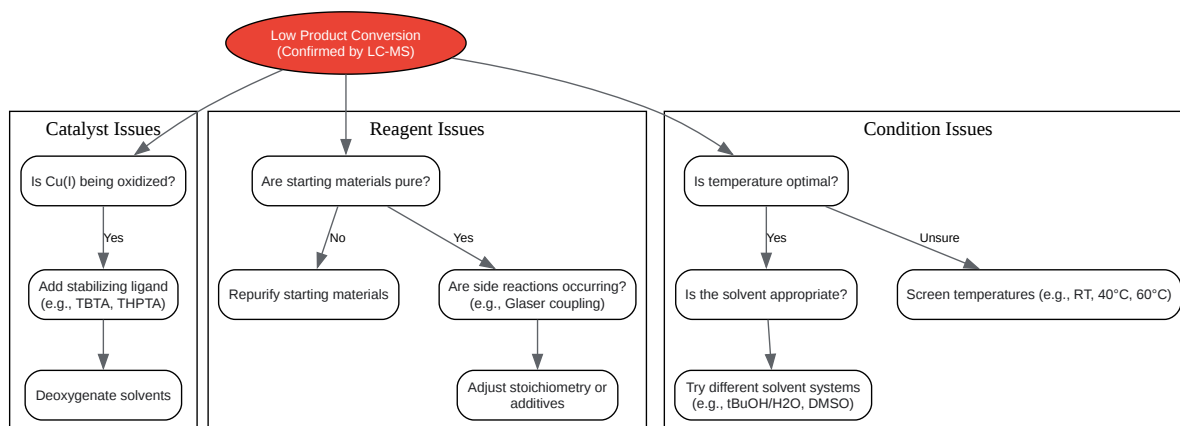 Low Product Conversion
(Confirmed by LC-MS)
Catalyst Issues
Is Cu(I) being oxidized?
Yes
Add stabilizing ligand
(e.g., TBTA, THPTA)
Deoxygenate solvents
Reagent Issues
Are starting materials pure?
No
Yes
Repurify starting materials
Are side reactions occurring?
(e.g., Glaser coupling)
Adjust stoichiometry or
additives
Condition Issues
Is temperature optimal?
Yes
Unsure
Is the solvent appropriate?
Screen temperatures (e.g., RT, 40°C, 60°C)
Try different solvent systems
(e.g., tBuOH/H2O, DMSO)